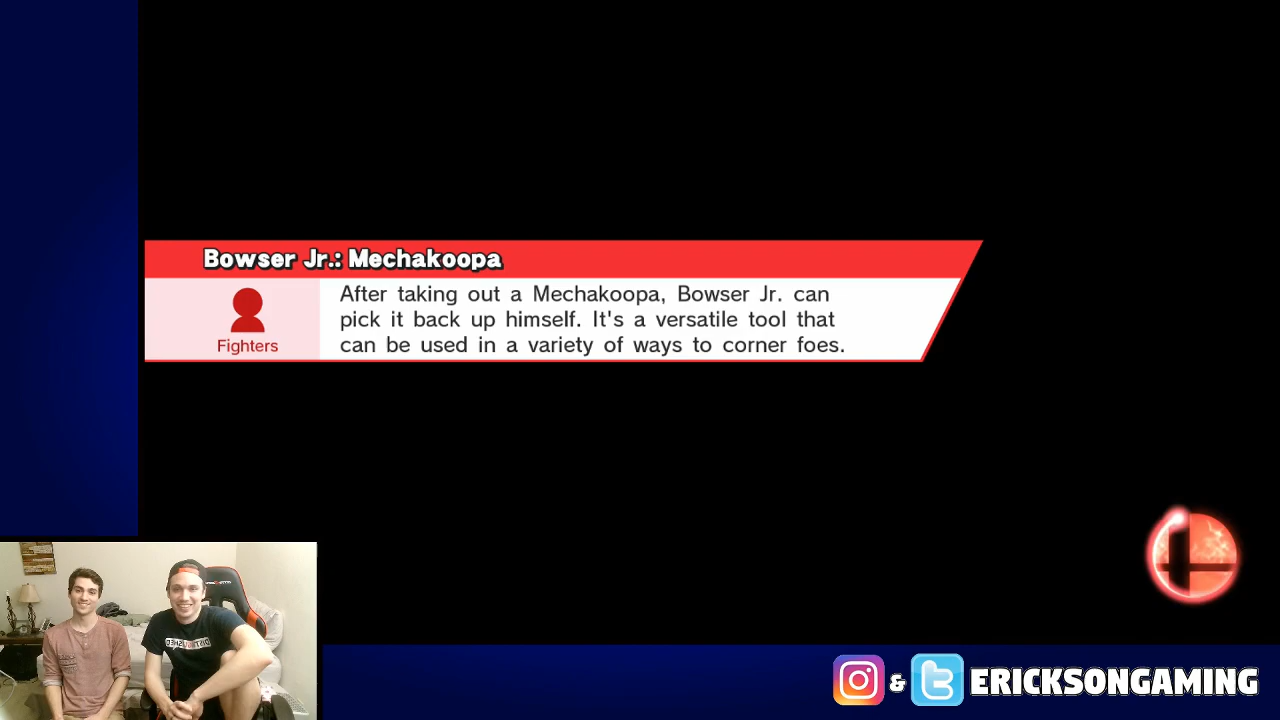 Bowser Jr.: Mechakoopa
Fighters
After taking out a Mechakoopa, Bowser Jr. can
pick it back up himself. It's a versatile tool that
can be used in a variety of ways to corner foes.
& ERICKSONGAMING